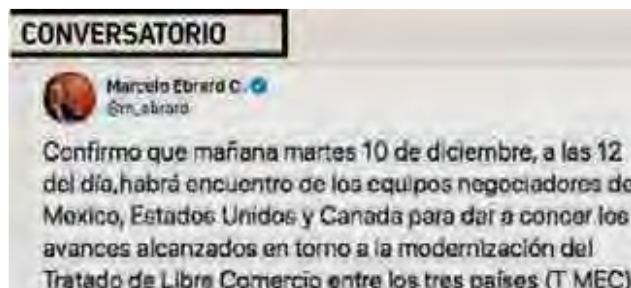 CONVERSATORIO
Marcelo Ebrard C.
@m_ebrard
Confirmo que mañana martes 10 de diciembre, a las 12
del día,habrá encuentro de los equipos negociadores de
Mexico, Estados Unidos y Canada para dar a concer los
avances alcanzados en torno a la modernización del
Tratado de Libre Comercio entre los tres países (T MEC)